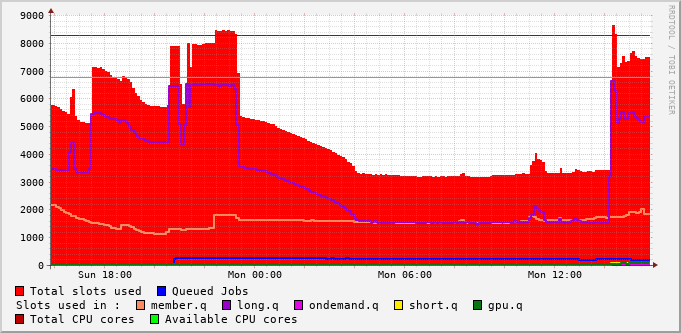 9000
8000
7000
6000
5000
4000
3000
2000
1000
0
Sun 18:00 Mon 00:00 Mon 06:00 Mon 12:00
RRDTOOL / TOBI OETIKER
Total slots used Queued Jobs
Slots used in : member.q long.q ondemand.q short.q gpu.q
Total CPU cores Available CPU cores